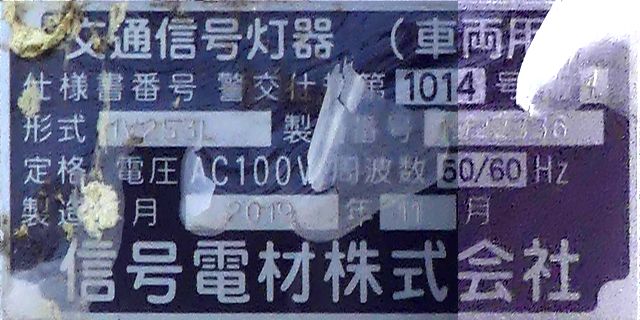 交通信号灯器 (車両用
仕様書番号 警交仕 第 1014 号
形式 1V253L 製 番号
定格 電圧 AC100V 周波数 50/60 Hz
製造 月 2019 年 11 月
信号電材株式会社